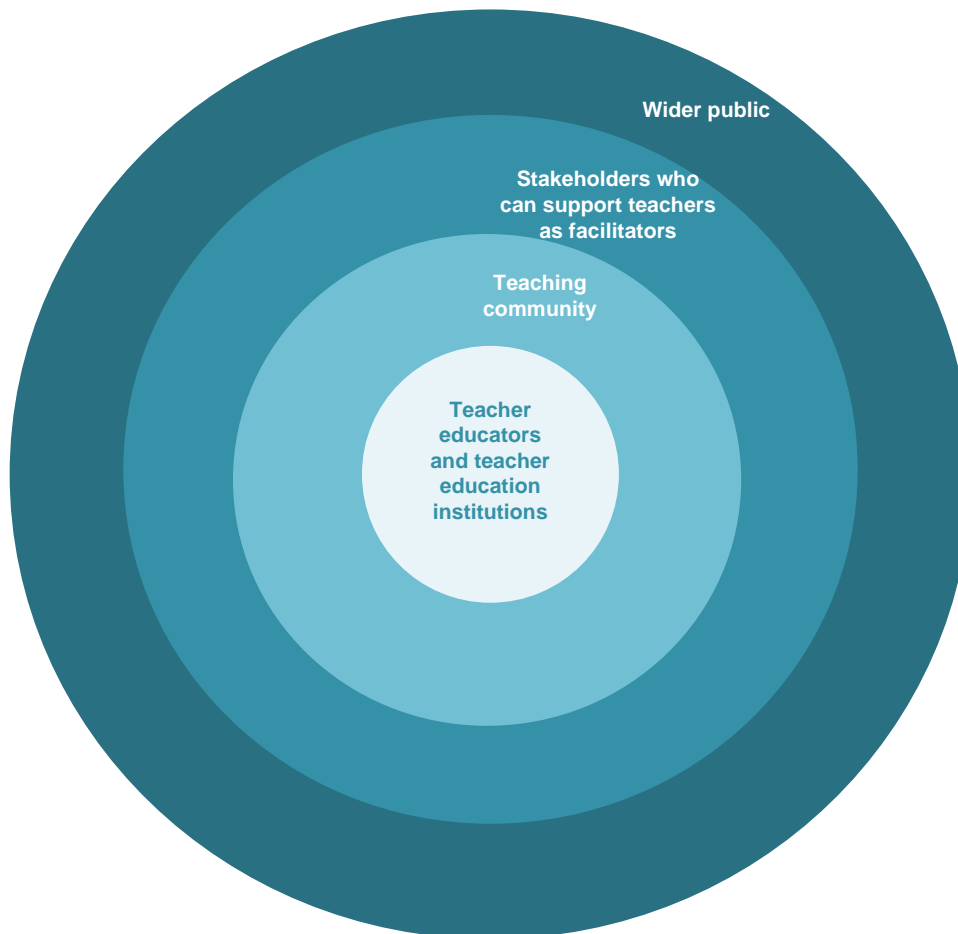 Wider public
Stakeholders who
can support teachers
as facilitators
Teaching
community
Teacher
educators
and teacher
education
institutions